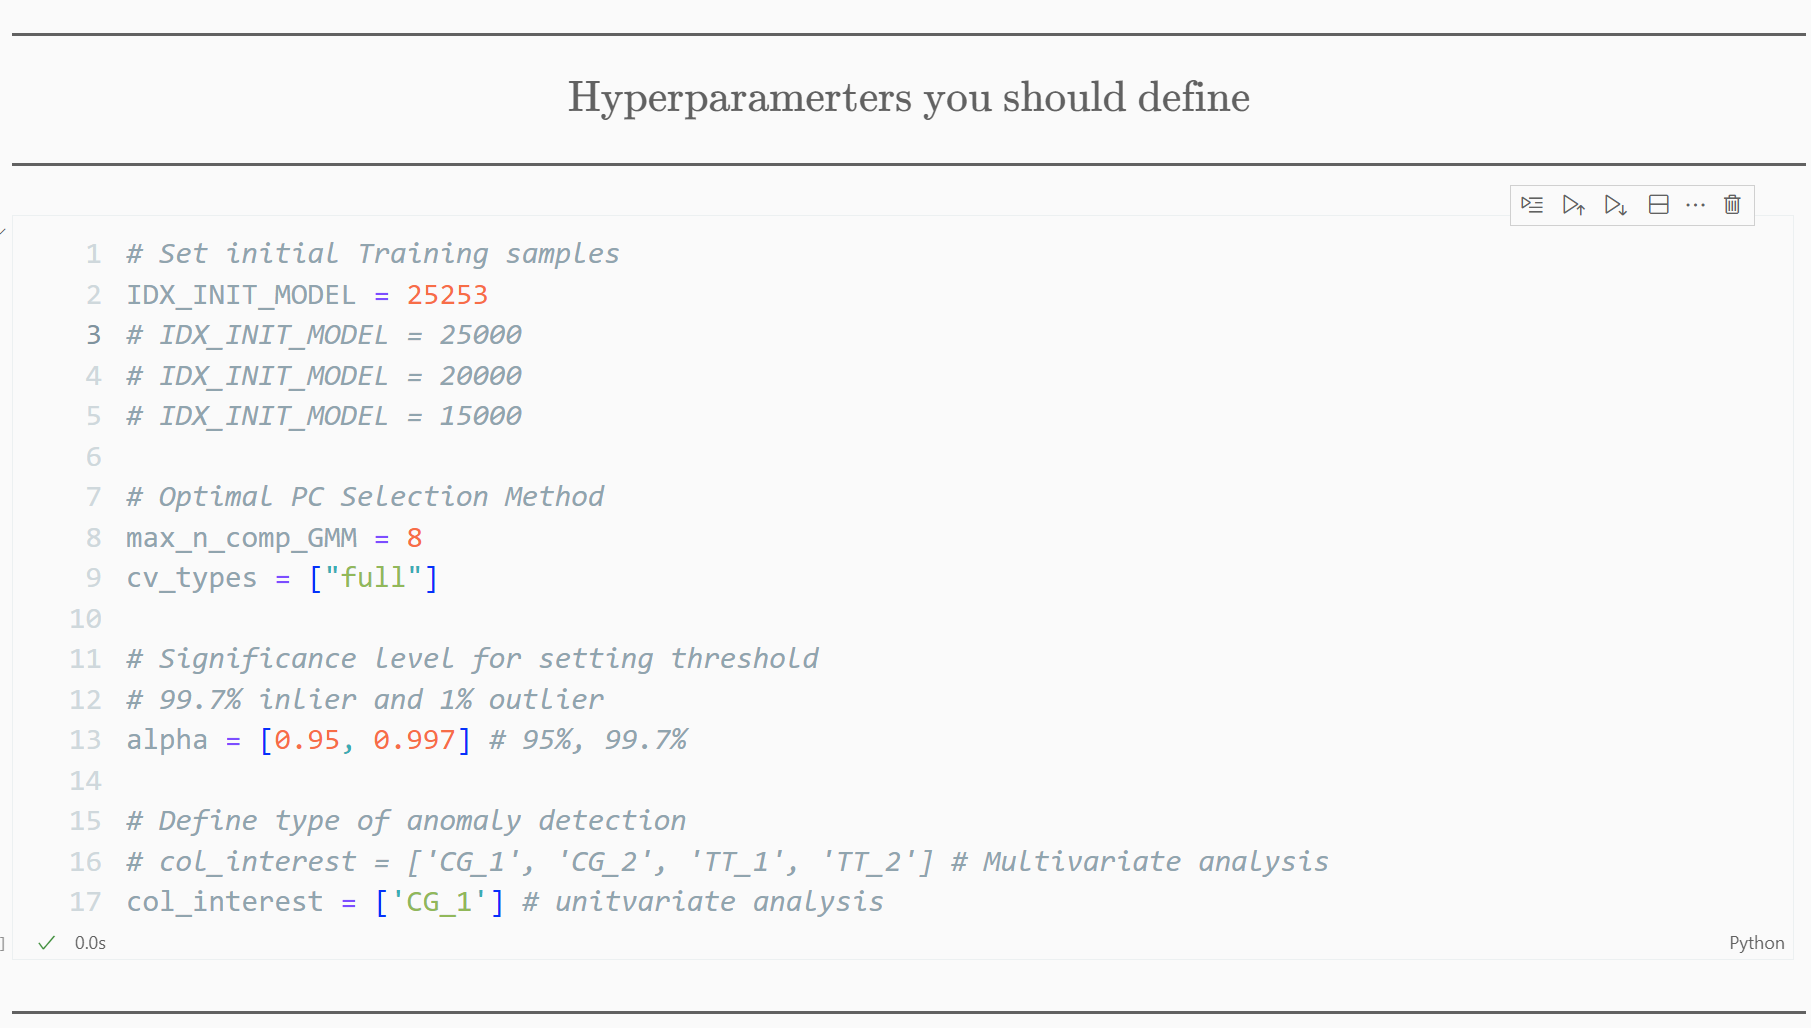 Hyperparamerters you should define
1 # Set initial Training samples
2 IDX_INIT_MODEL = 25253
3 # IDX_INIT_MODEL = 25000
4 # IDX_INIT_MODEL = 20000
5 # IDX_INIT_MODEL = 15000
6
7 # Optimal PC Selection Method
8 max_n_comp_GMM = 8
9 cv_types = ["full"]
10
11 # Significance level for setting threshold
12 # 99.7% inlier and 1% outlier
13 alpha = [0.95, 0.997] # 95%, 99.7%
14
15 # Define type of anomaly detection
16 # col_interest = ['CG_1', 'CG_2', 'TT_1', 'TT_2'] # Multivariate analysis
17 col_interest = ['CG_1'] # unitvariate analysis
] 0.0s Python